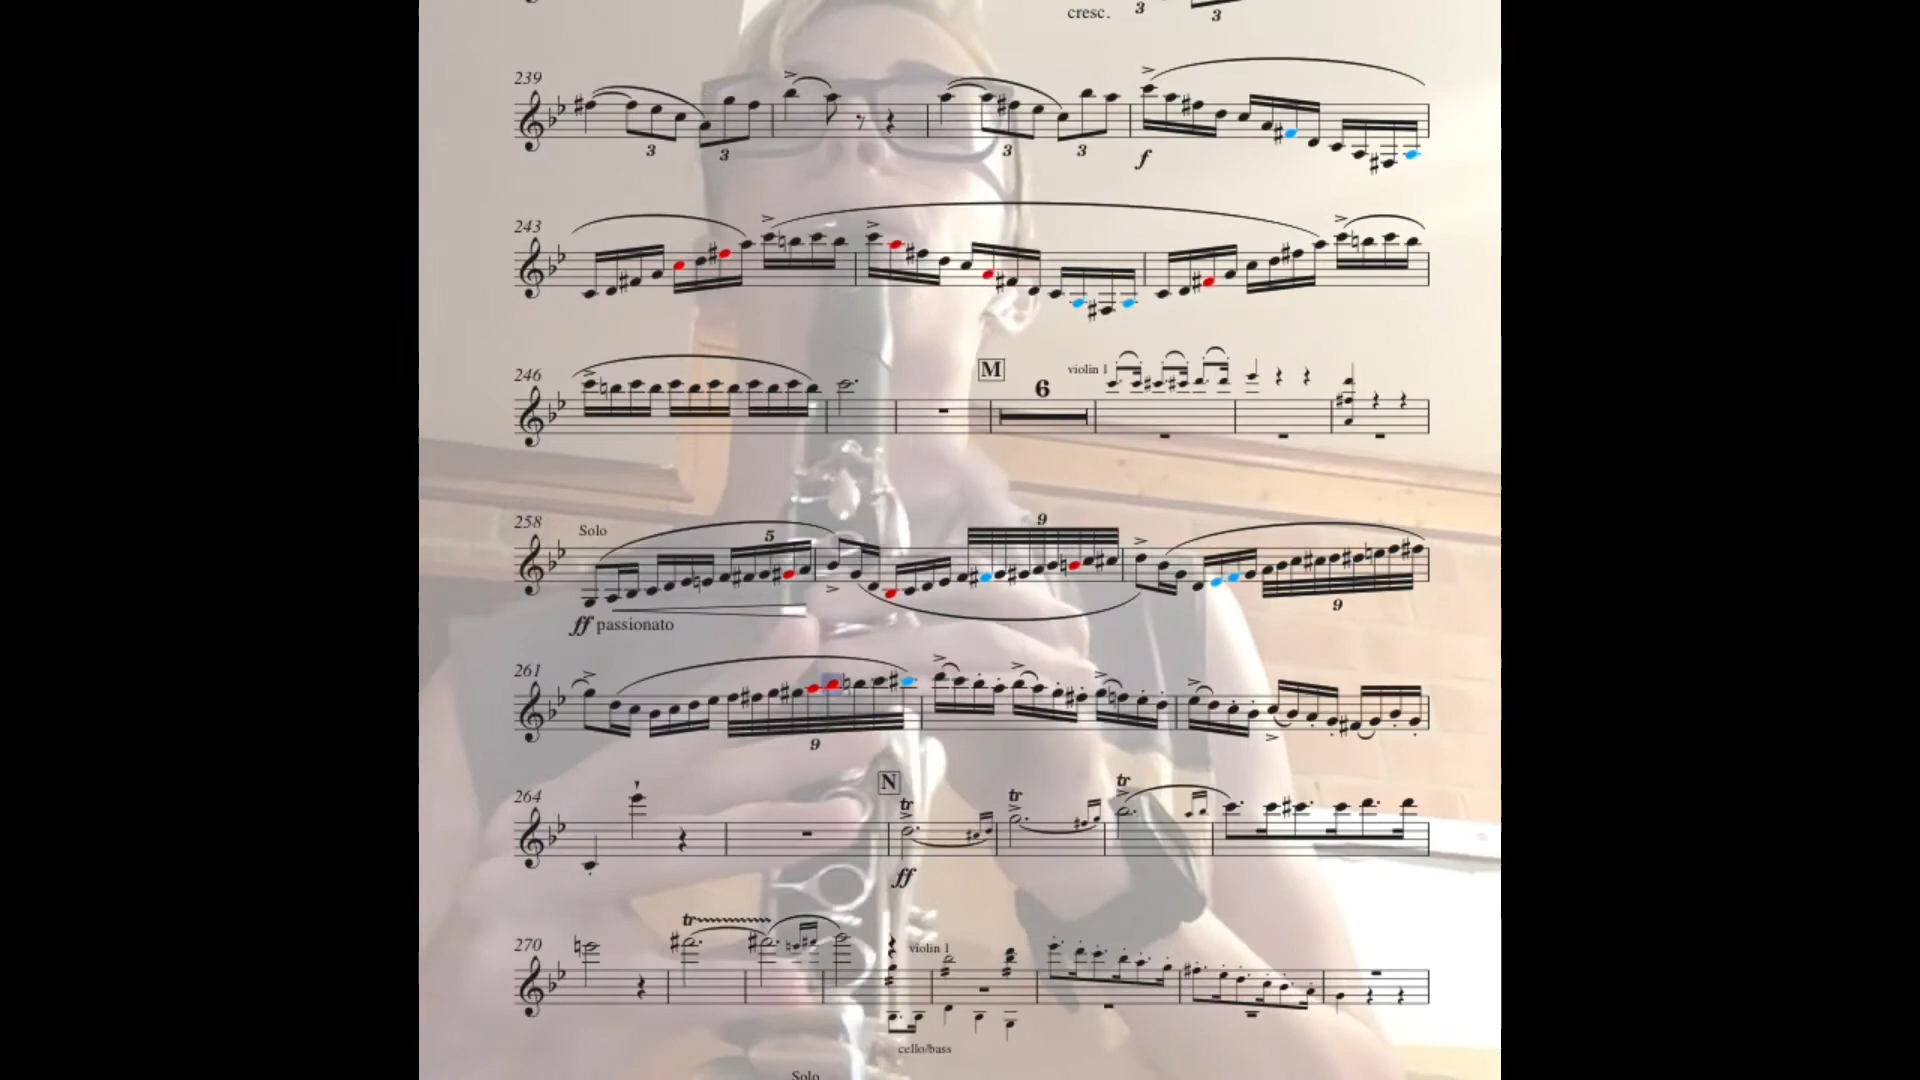 cresc. 3 3
239
3 3 3 3
f
243
246 M 6 violin 1
258 Solo 5 9
ff passionato 9
261
9
264 N tr tr tr
ff
270 tr violin 1
cello/bass
Solo